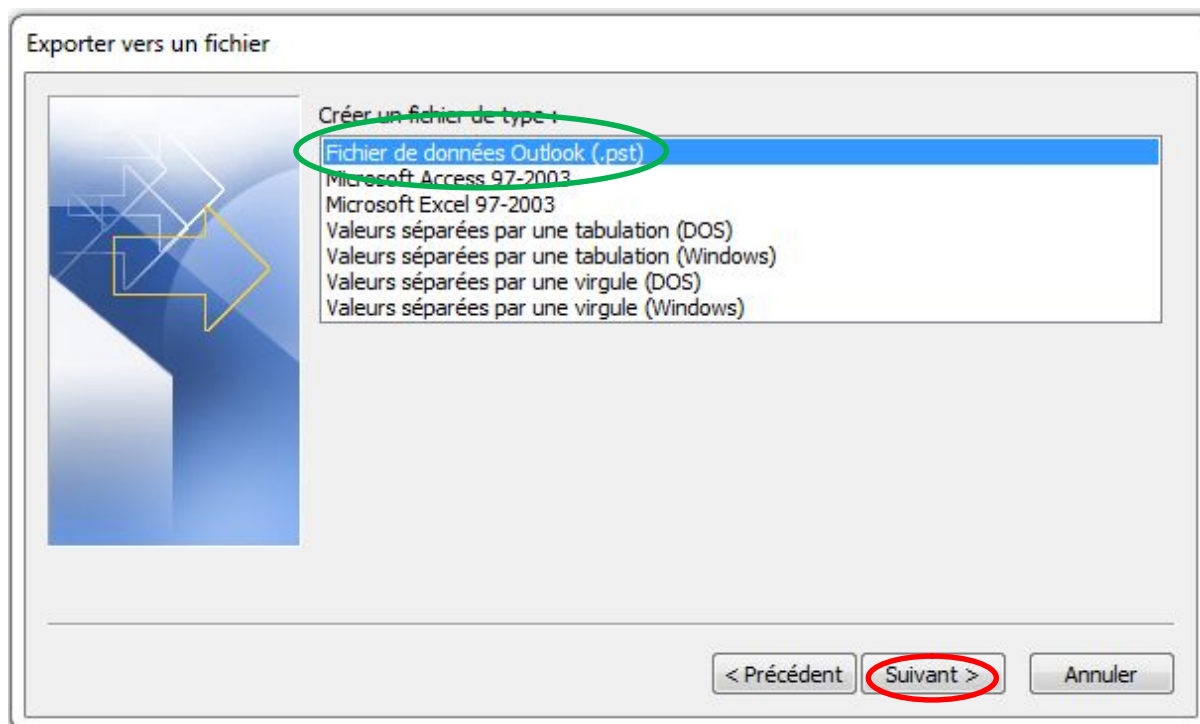 Exporter vers un fichier
Créer un fichier de type :
Fichier de données Outlook (.pst)
Microsoft Access 97-2003
Microsoft Excel 97-2003
Valeurs séparées par une tabulation (DOS)
Valeurs séparées par une tabulation (Windows)
Valeurs séparées par une virgule (DOS)
Valeurs séparées par une virgule (Windows)
< Précédent Suivant > Annuler